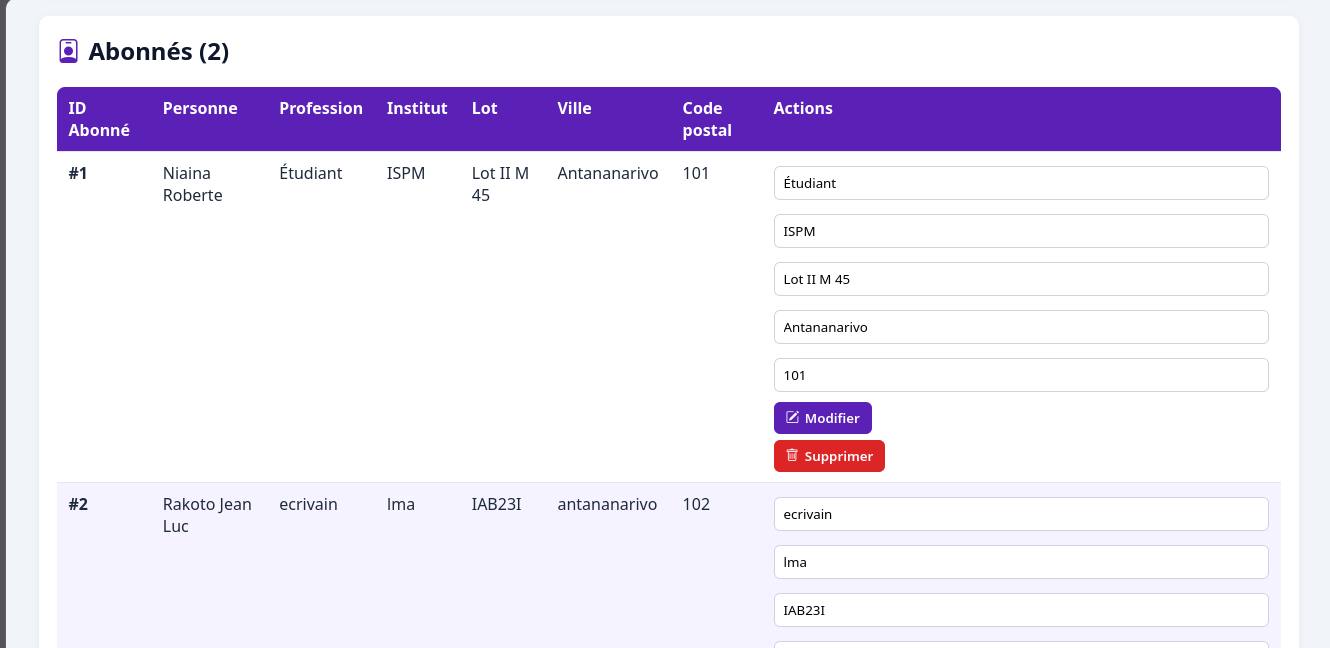 Abonnés (2)
ID Abonné
Personne
Profession
Institut
Lot
Ville
Code postal
Actions
#1
Niaina Roberte
Étudiant
ISPM
Lot II M 45
Antananarivo
101
Étudiant
ISPM
Lot II M 45
Antananarivo
101
Modifier
Supprimer
#2
Rakoto Jean Luc
ecrivain
lma
IAB23I
antananarivo
102
ecrivain
lma
IAB23I